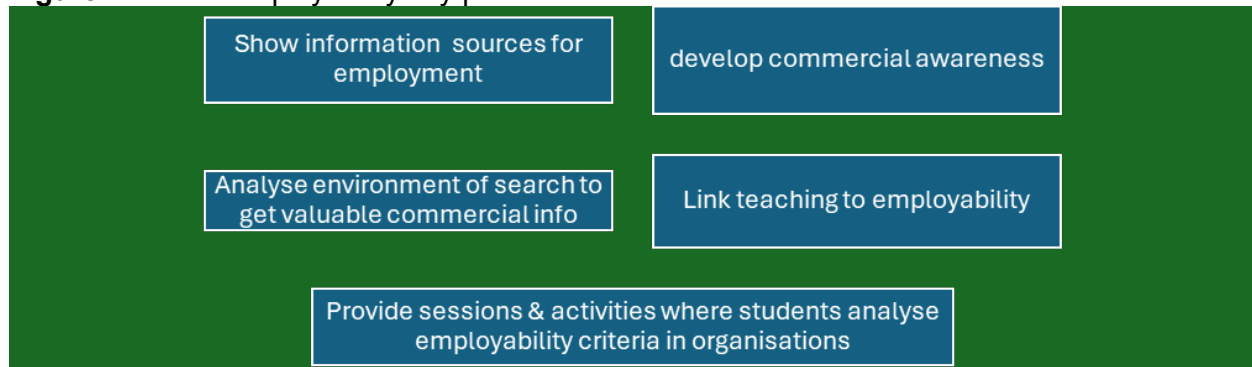 Show information sources for
employment
develop commercial awareness
Analyse environment of search to
get valuable commercial info
Link teaching to employability
Provide sessions & activities where students analyse
employability criteria in organisations